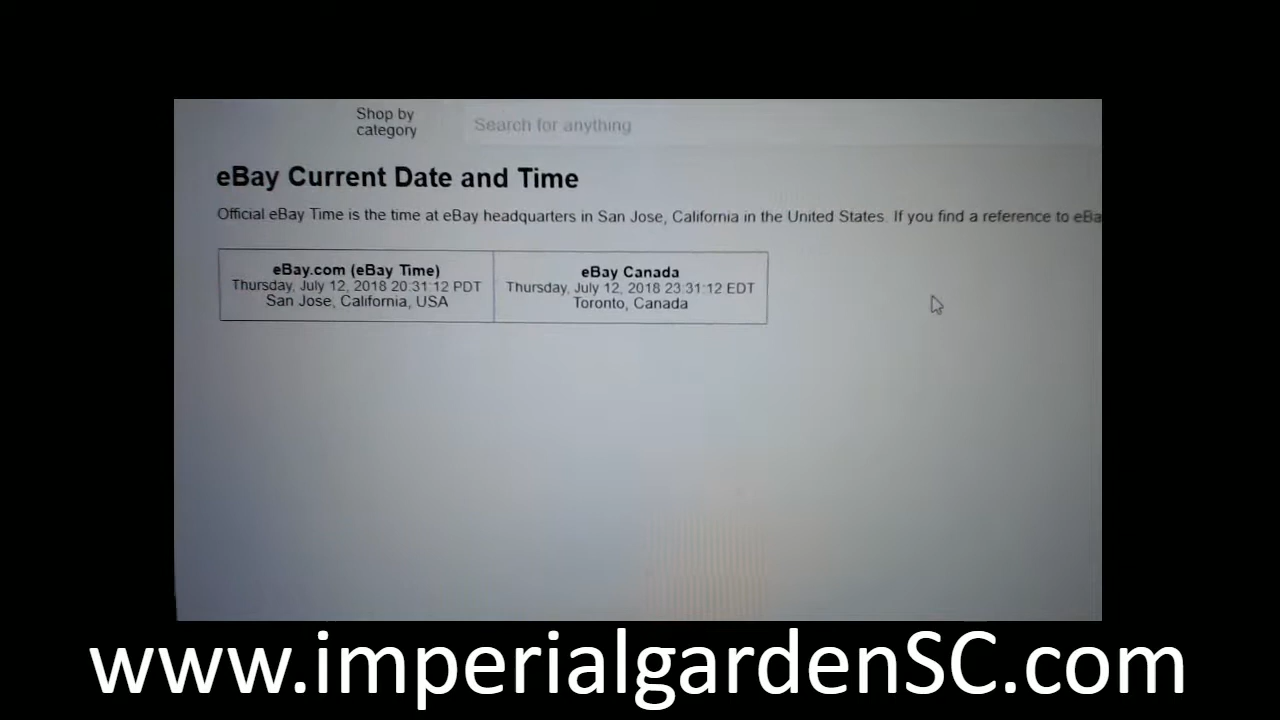 Shop by
category
Search for anything
eBay Current Date and Time
Official eBay Time is the time at eBay headquarters in San Jose, California in the United States. If you find a reference to eBa
eBay.com (eBay Time)
Thursday, July 12, 2018 20:31:12 PDT
San Jose, California, USA
eBay Canada
Thursday, July 12, 2018 23:31:12 EDT
Toronto, Canada
www.imperialgardenSC.com